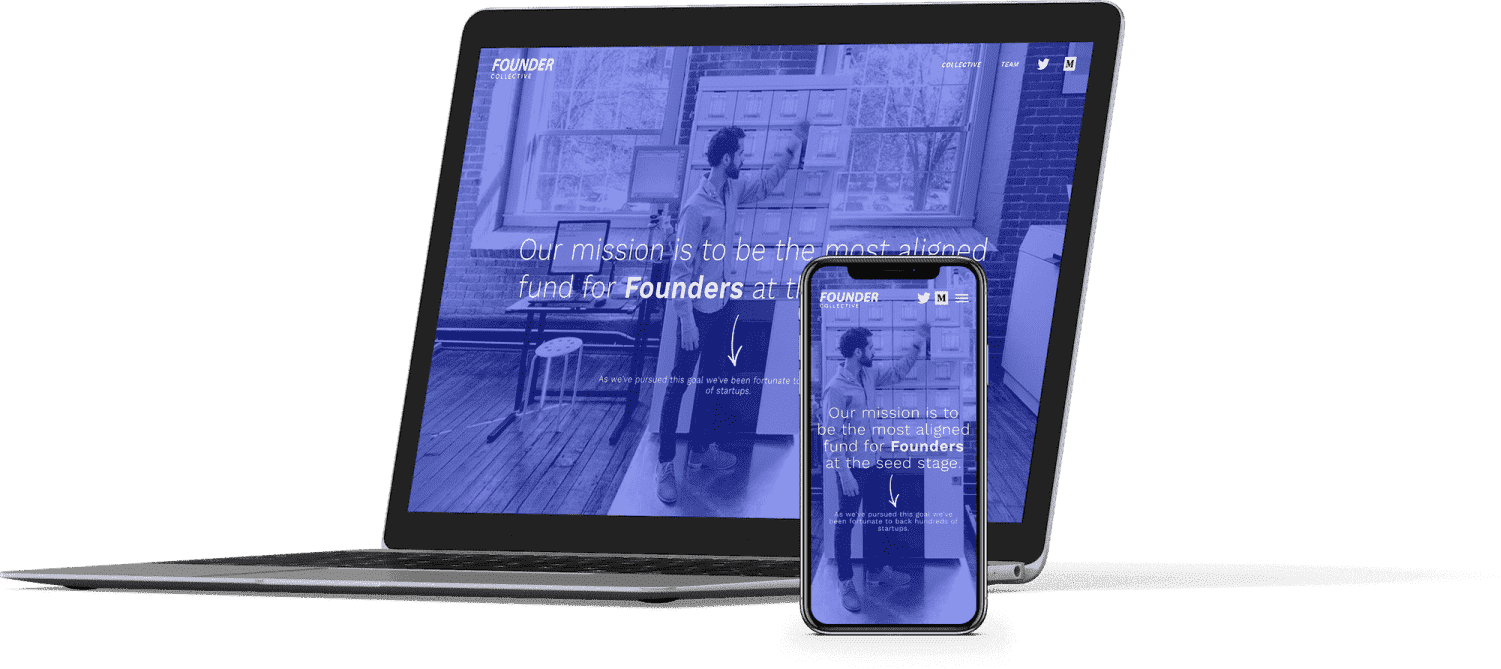 FOUNDER
COLLECTIVE
COLLECTIVE TEAM
M
Our mission is to be the most aligned
fund for Founders at th
As we've pursued this goal we've been fortunate to
of startups.
FOUNDER
COLLECTIVE
M
Our mission is to
be the most aligned
fund for Founders
at the seed stage.
As we've pursued this goal we've
been fortunate to back hundreds of
startups.